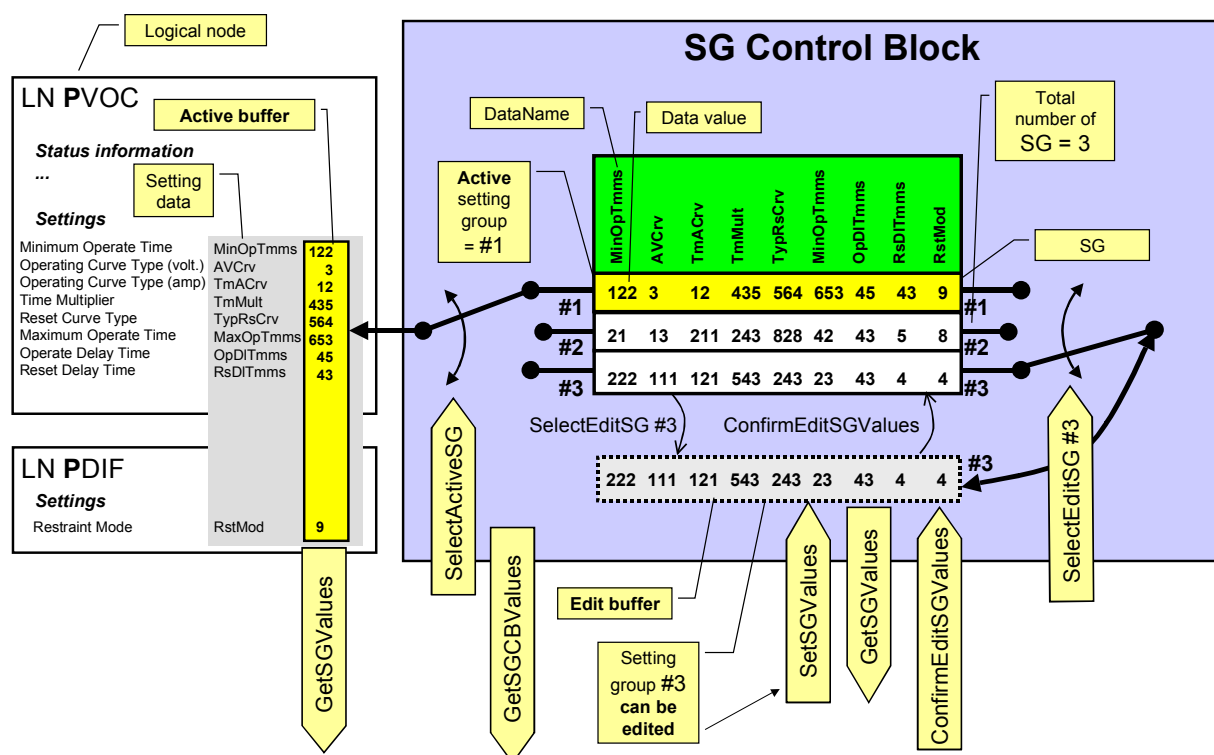 Logical node
LN PVOC
Active buffer
Status information
...
Setting
data
Settings
Minimum Operate Time MinOpTmms 122
Operating Curve Type (volt.) AVCrv 3
Operating Curve Type (amp) TmACrv 12
Time Multiplier TmMult 435
Reset Curve Type TypRsCrv 564
Maximum Operate Time MaxOpTmms 653
Operate Delay Time OpDlTmms 45
Reset Delay Time RsDlTmms 43
LN PDIF
Settings
Restraint Mode RstMod 9
GetSGValues
SelectActiveSG
GetSGCBValues
SG Control Block
DataName
Data value
Total
number of
SG = 3
Active
setting
group
= #1
MinOpTmms AVCrv TmACrv TmMult TypRsCrv MinOpTmms OpDlTmms RsDlTmms RstMod
SG
122 3 12 435 564 653 45 43 9
#1 #1
21 13 211 243 828 42 43 5 8
#2 #2
222 111 121 543 243 23 43 4 4
#3 #3
SelectEditSG #3 ConfirmEditSGValues
#3
222 111 121 543 243 23 43 4 4
SelectEditSG #3
Edit buffer
Setting
group #3
can be
edited
SetSGValues
GetSGValues
ConfirmEditSGValues